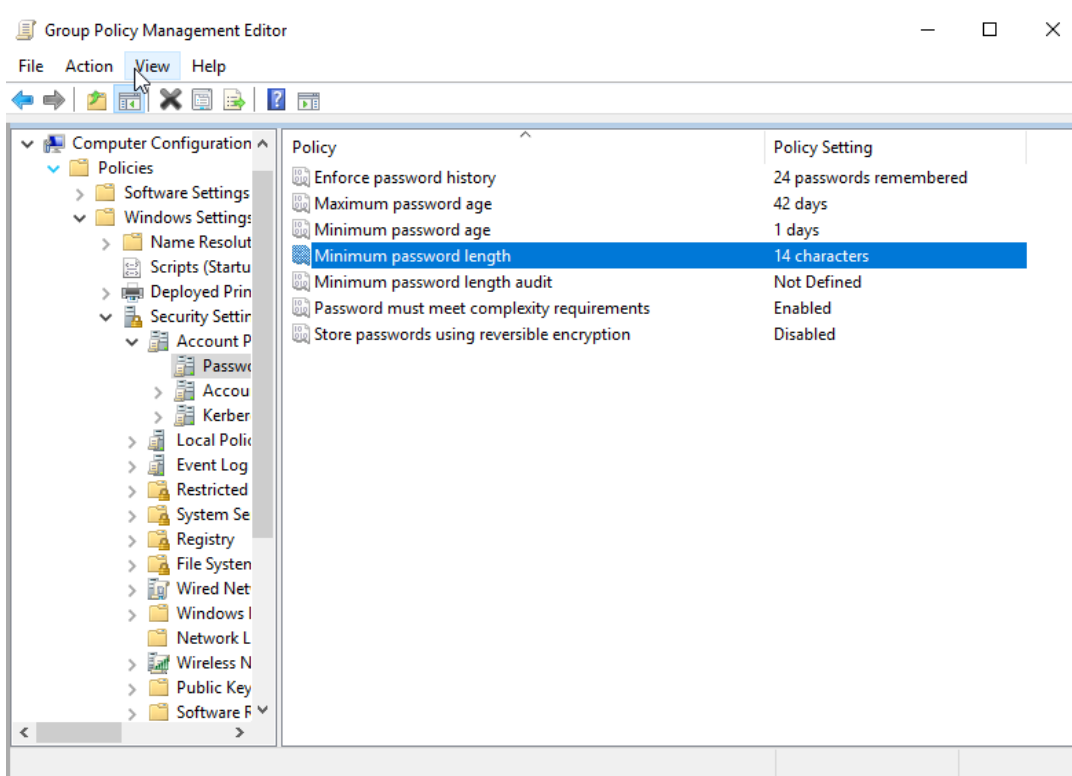 Group Policy Management Editor
File Action View Help
Computer Configuration
Policies
Software Settings
Windows Settings
Name Resolut
Scripts (Startu
Deployed Prin
Security Settin
Account P
Passwo
Accou
Kerber
Local Polic
Event Log
Restricted
System Se
Registry
File System
Wired Net
Windows
Network L
Wireless N
Public Key
Software R
Policy Policy Setting
Enforce password history 24 passwords remembered
Maximum password age 42 days
Minimum password age 1 days
Minimum password length 14 characters
Minimum password length audit Not Defined
Password must meet complexity requirements Enabled
Store passwords using reversible encryption Disabled